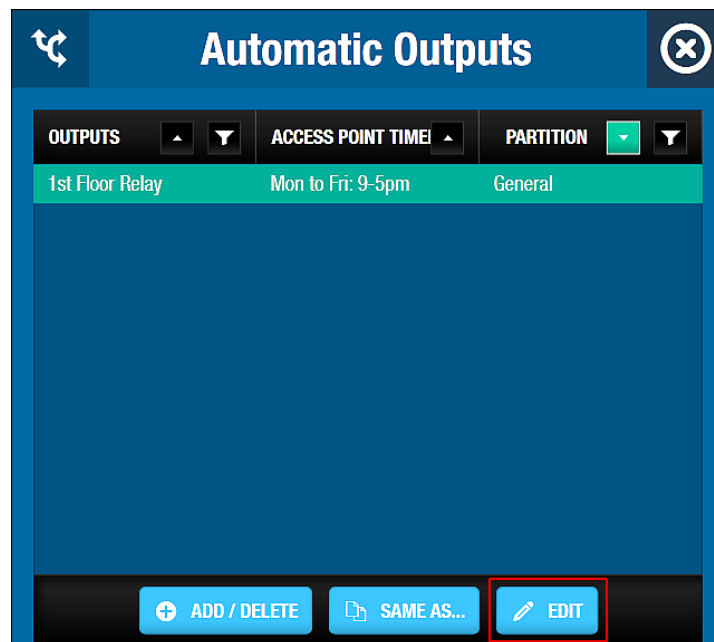 Automatic Outputs
OUTPUTS ACCESS POINT TIME PARTITION
1st Floor Relay Mon to Fri: 9-5pm General
ADD / DELETE SAME AS... EDIT